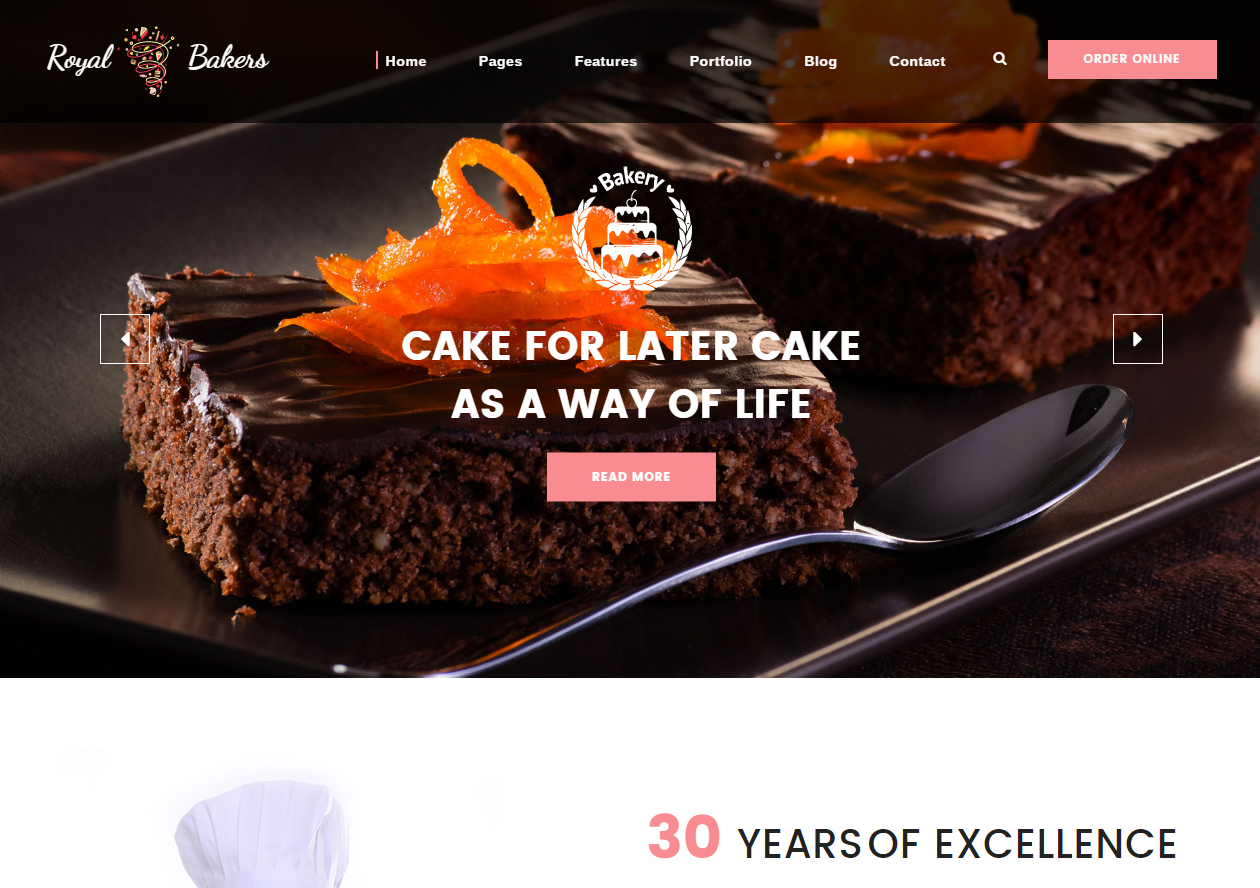 Royal Bakers
Home Pages Features Portfolio Blog Contact
ORDER ONLINE
Bakery
CAKE FOR LATER CAKE
AS A WAY OF LIFE
READ MORE
30 YEARS OF EXCELLENCE